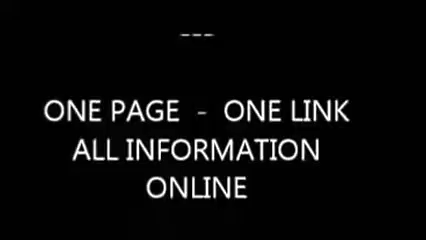 ---
ONE PAGE - ONE LINK
ALL INFORMATION
ONLINE